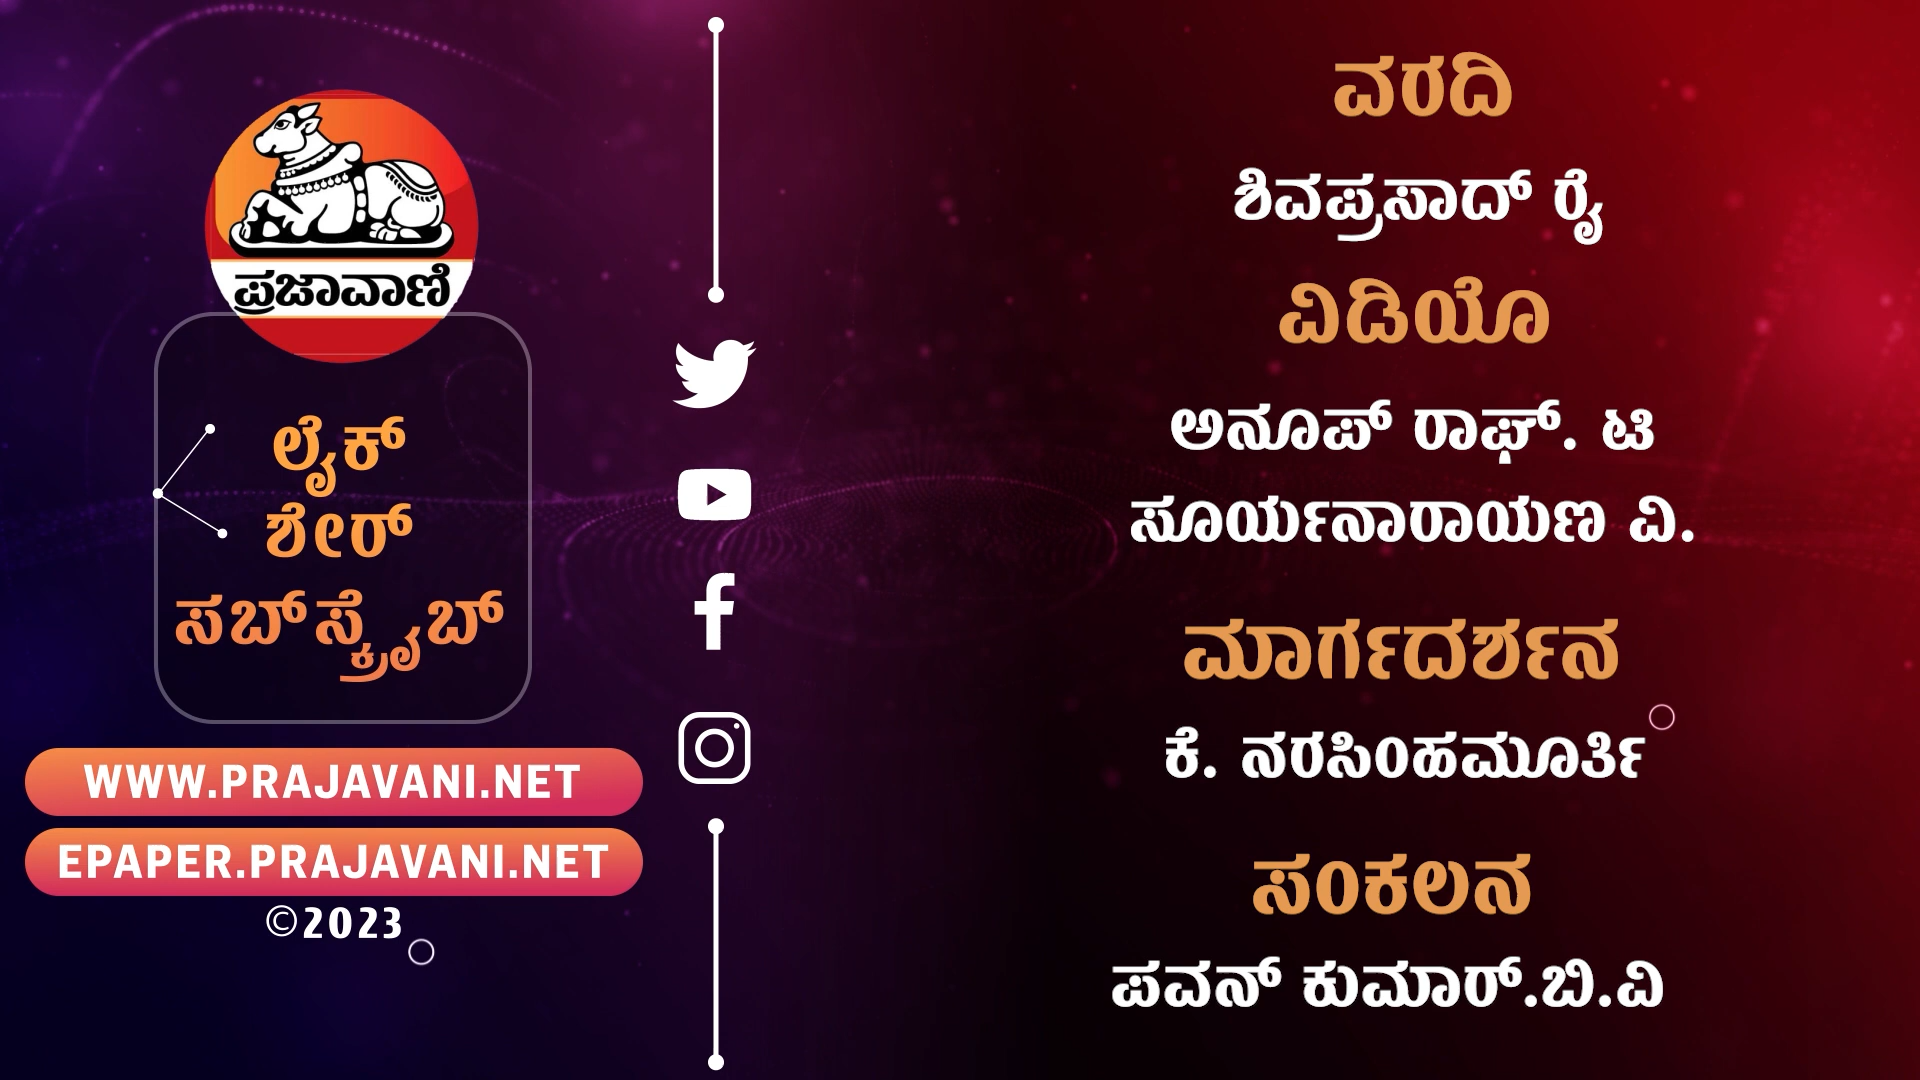 ಪ್ರಜಾವಾಣಿ
ಲೈಕ್
ಶೇರ್
ಸಬ್‌ಸ್ಕ್ರೈಬ್
WWW.PRAJAVANI.NET
EPAPER.PRAJAVANI.NET
©2023
ವರದಿ
ಶಿವಪ್ರಸಾದ್ ರೈ
ವಿಡಿಯೊ
ಅನೂಪ್ ರಾಘ್. ಟಿ
ಸೂರ್ಯನಾರಾಯಣ ವಿ.
ಮಾರ್ಗದರ್ಶನ
ಕೆ. ನರಸಿಂಹಮೂರ್ತಿ
ಸಂಕಲನ
ಪವನ್ ಕುಮಾರ್.ಬಿ.ವಿ